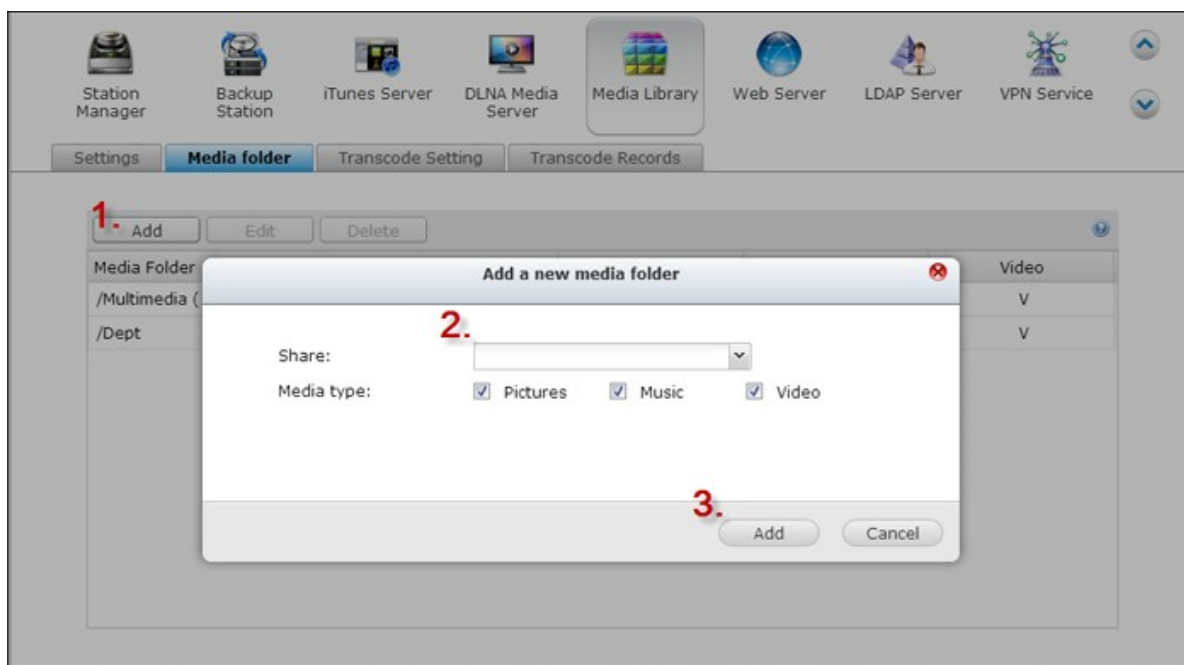 Station Manager
Backup Station
iTunes Server
DLNA Media Server
Media Library
Web Server
LDAP Server
VPN Service
Settings
Media folder
Transcode Setting
Transcode Records
1.
Add
Edit
Delete
Media Folder
Video
/Multimedia (
V
/Dept
V
Add a new media folder
2.
Share:
Media type:
Pictures
Music
Video
3.
Add
Cancel